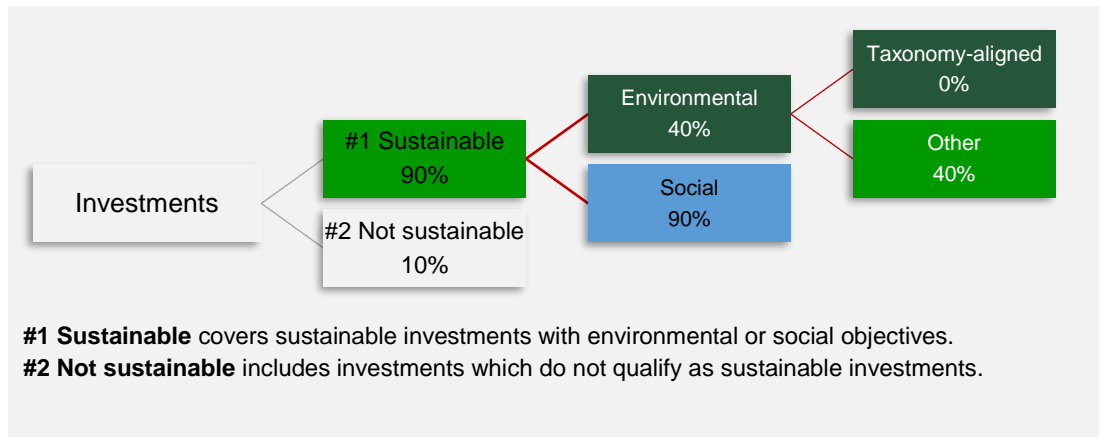 Investments
#1 Sustainable
90%
#2 Not sustainable
10%
Environmental
40%
Social
90%
Taxonomy-aligned
0%
Other
40%
#1 Sustainable covers sustainable investments with environmental or social objectives.
#2 Not sustainable includes investments which do not qualify as sustainable investments.